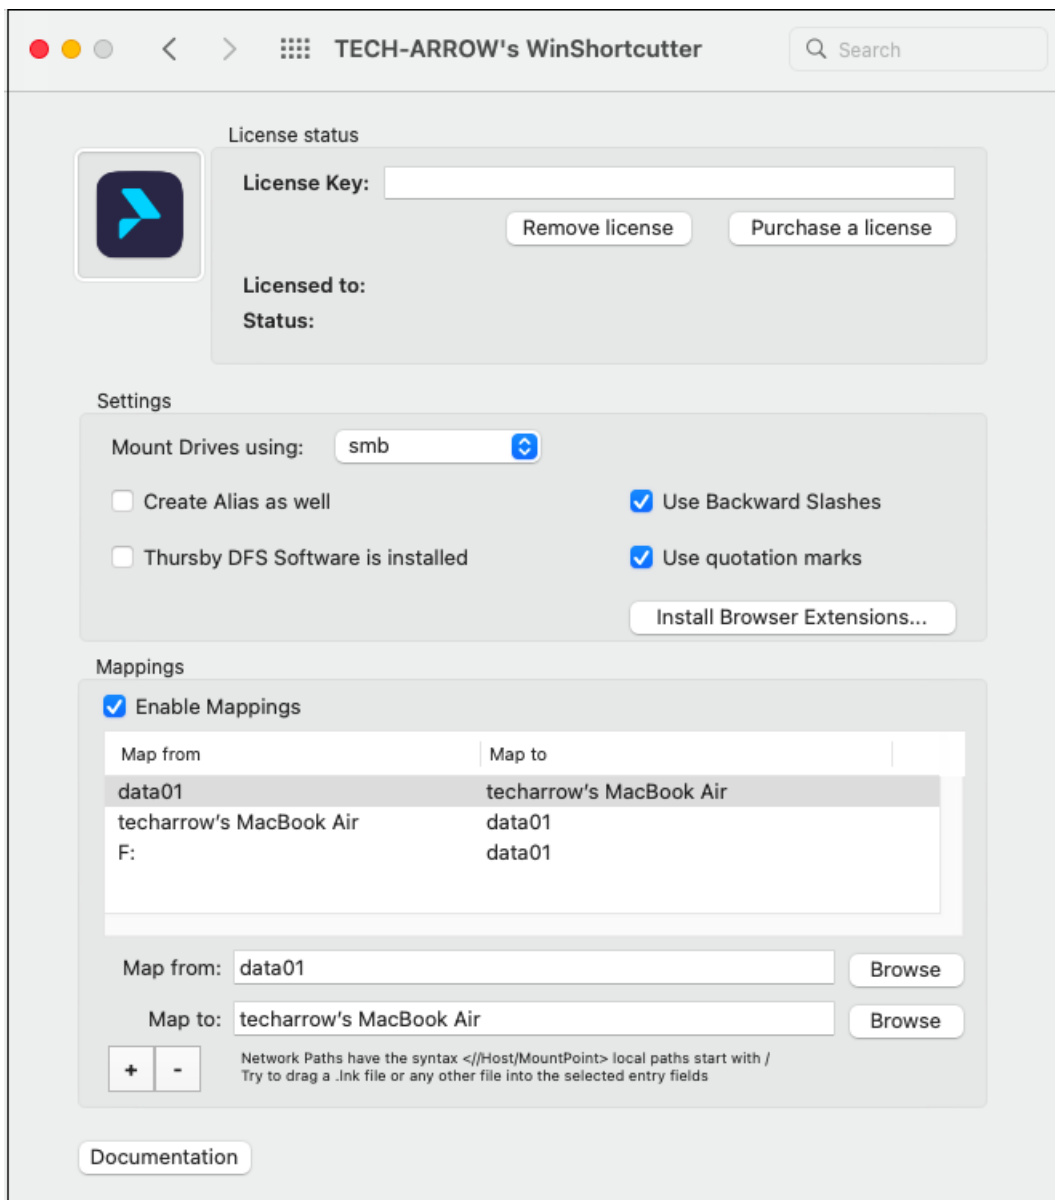 TECH-ARROW's WinShortcutter
Search
License status
License Key:
Remove license Purchase a license
Licensed to:
Status:
Settings
Mount Drives using: smb
Create Alias as well Use Backward Slashes
Thursby DFS Software is installed Use quotation marks
Install Browser Extensions...
Mappings
Enable Mappings
Map from Map to
data01 techarrow's MacBook Air
techarrow's MacBook Air data01
F: data01
Map from: data01 Browse
Map to: techarrow's MacBook Air Browse
+ - Network Paths have the syntax <//Host/MountPoint> local paths start with /
Try to drag a .lnk file or any other file into the selected entry fields
Documentation